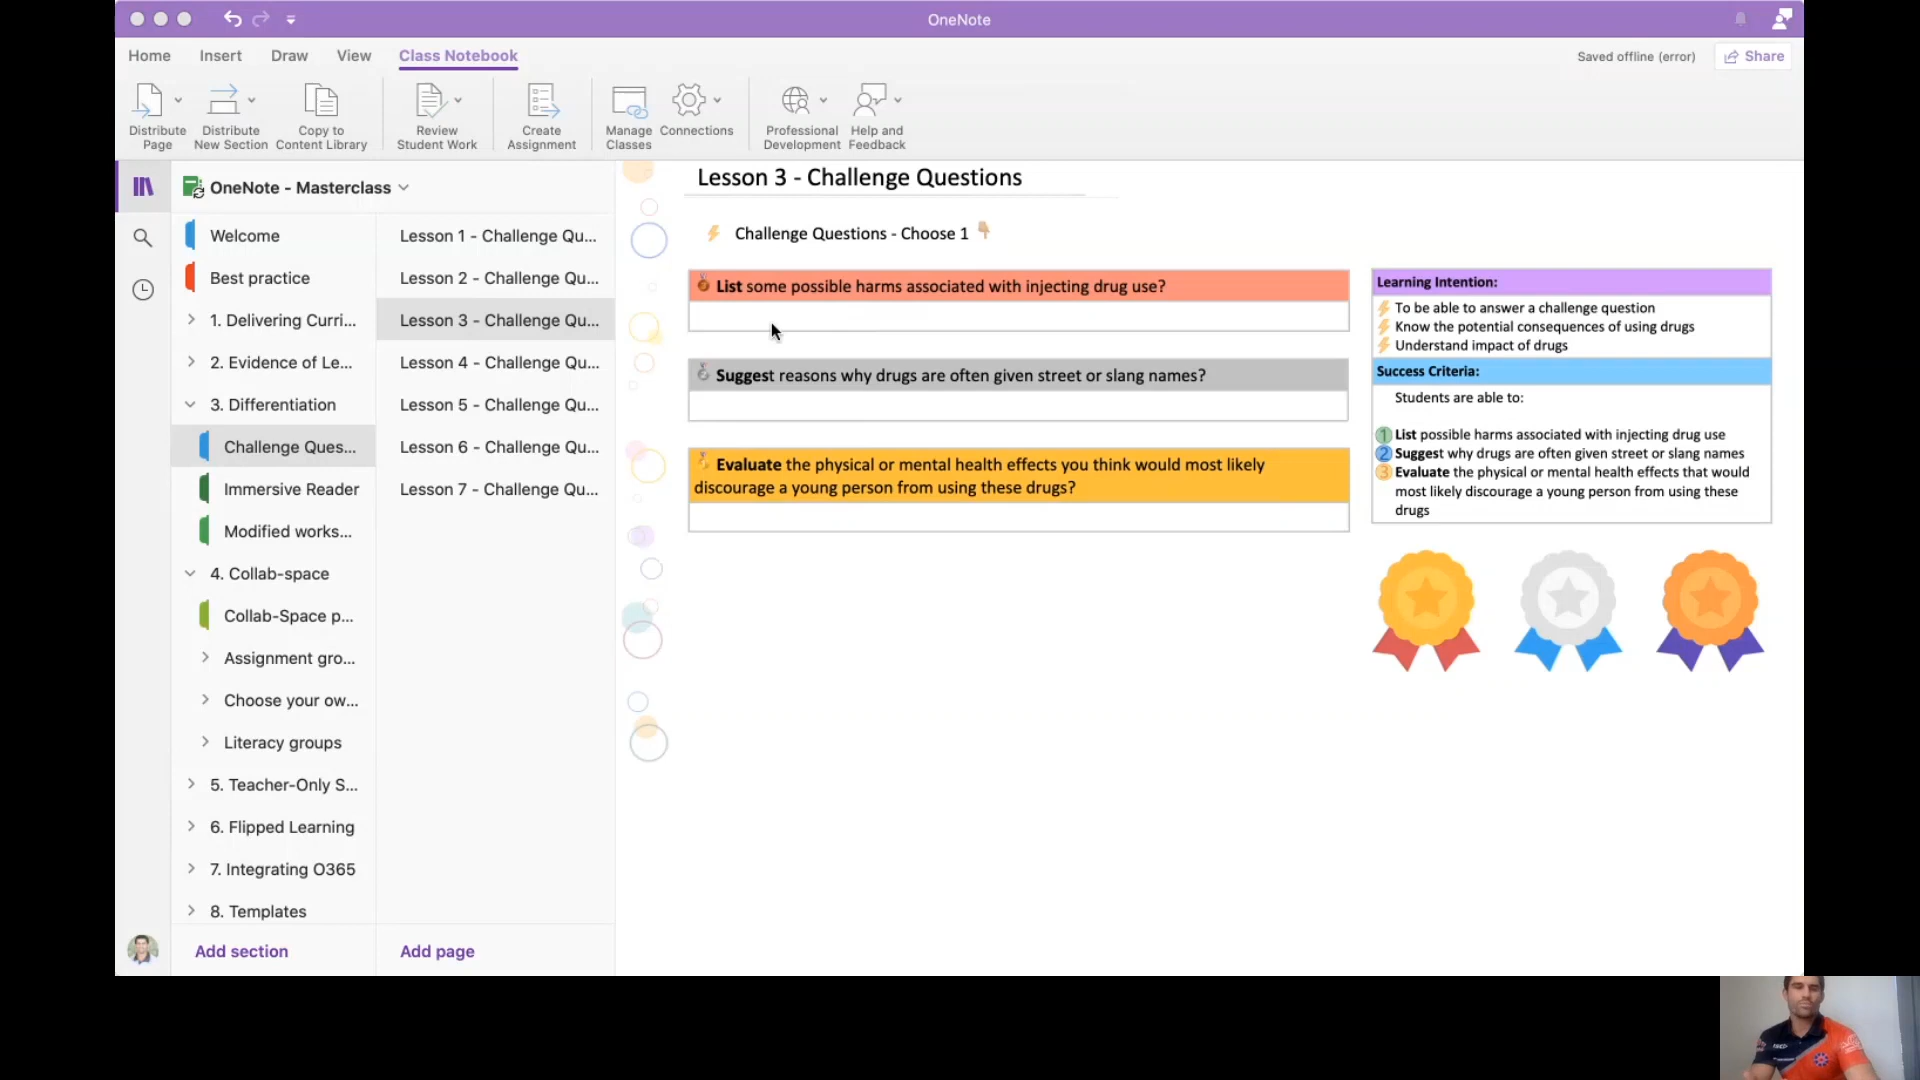 OneNote
Home
Insert
Draw
View
Class Notebook
Saved offline (error)
Share
Distribute
Page
Distribute
New Section
Copy to
Content Library
Review
Student Work
Create
Assignment
Manage
Classes
Connections
Professional
Development
Help and
Feedback
OneNote - Masterclass
Welcome
Best practice
1. Delivering Curri...
2. Evidence of Le...
3. Differentiation
Challenge Ques...
Immersive Reader
Modified works...
4. Collab-space
Collab-Space p...
Assignment gro...
Choose your ow...
Literacy groups
5. Teacher-Only S...
6. Flipped Learning
7. Integrating O365
8. Templates
Add section
Lesson 1 - Challenge Qu...
Lesson 2 - Challenge Qu...
Lesson 3 - Challenge Qu...
Lesson 4 - Challenge Qu...
Lesson 5 - Challenge Qu...
Lesson 6 - Challenge Qu...
Lesson 7 - Challenge Qu...
Add page
Lesson 3 - Challenge Questions
Challenge Questions - Choose 1
List some possible harms associated with injecting drug use?
Suggest reasons why drugs are often given street or slang names?
Evaluate the physical or mental health effects you think would most likely
discourage a young person from using these drugs?
Learning Intention:
To be able to answer a challenge question
Know the potential consequences of using drugs
Understand impact of drugs
Success Criteria:
Students are able to:
1 List possible harms associated with injecting drug use
2 Suggest why drugs are often given street or slang names
3 Evaluate the physical or mental health effects that would
most likely discourage a young person from using these
drugs